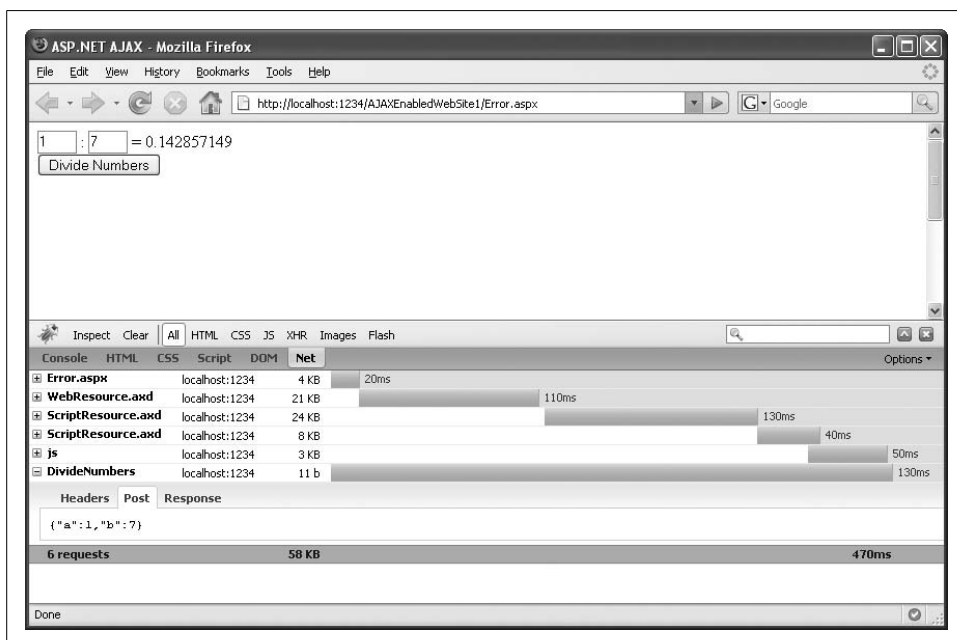 ASP.NET AJAX - Mozilla Firefox
File Edit View History Bookmarks Tools Help
http://localhost:1234/AJAXEnabledWebSite1/Error.aspx G Google
1 : 7 = 0.142857149
Divide Numbers
Inspect Clear All HTML CSS JS XHR Images Flash
Console HTML CSS Script DOM Net Options
Error.aspx localhost:1234 4 KB 20ms
WebResource.axd localhost:1234 21 KB 110ms
ScriptResource.axd localhost:1234 24 KB 130ms
ScriptResource.axd localhost:1234 8 KB 40ms
js localhost:1234 3 KB 50ms
DivideNumbers localhost:1234 11 b 130ms
Headers Post Response
{"a":1,"b":7}
6 requests 58 KB 470ms
Done